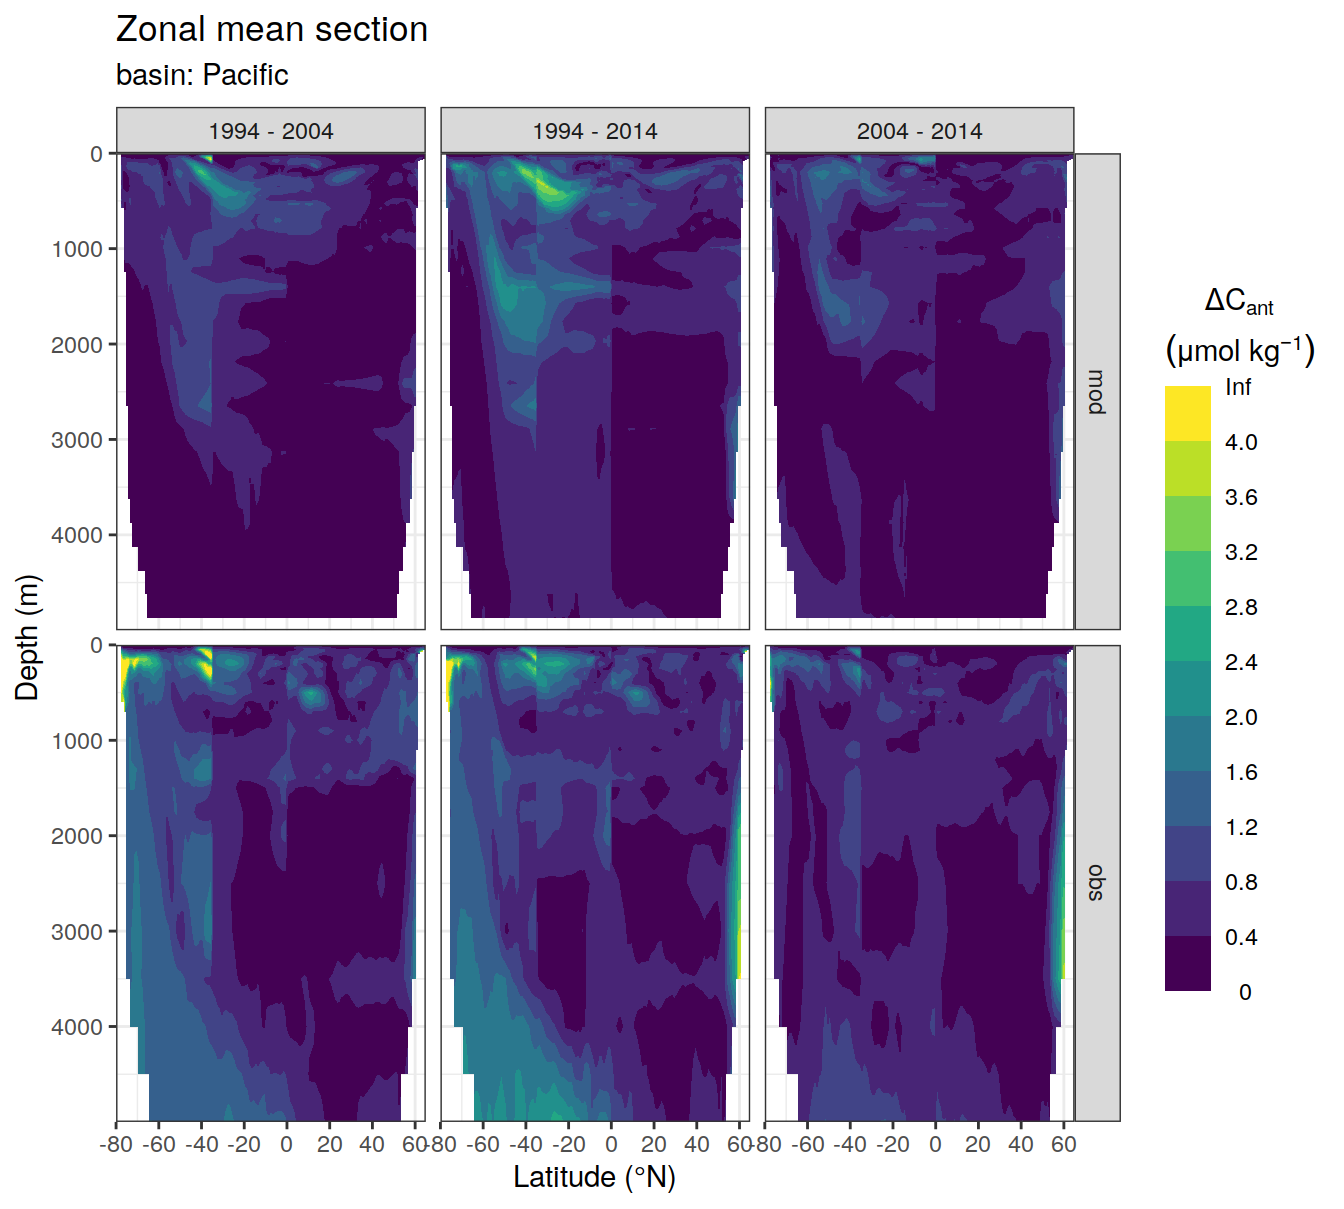 Zonal mean section
basin: Pacific
1994 - 2004
1994 - 2014
2004 - 2014
0
1000
2000
3000
4000
mod
0
1000
2000
3000
4000
obs
Depth (m)
-80 -60 -40 -20 0 20 40 60
-80 -60 -40 -20 0 20 40 60
-80 -60 -40 -20 0 20 40 60
Latitude (°N)
ΔCant
(μmol kg−1)
Inf
4.0
3.6
3.2
2.8
2.4
2.0
1.6
1.2
0.8
0.4
0